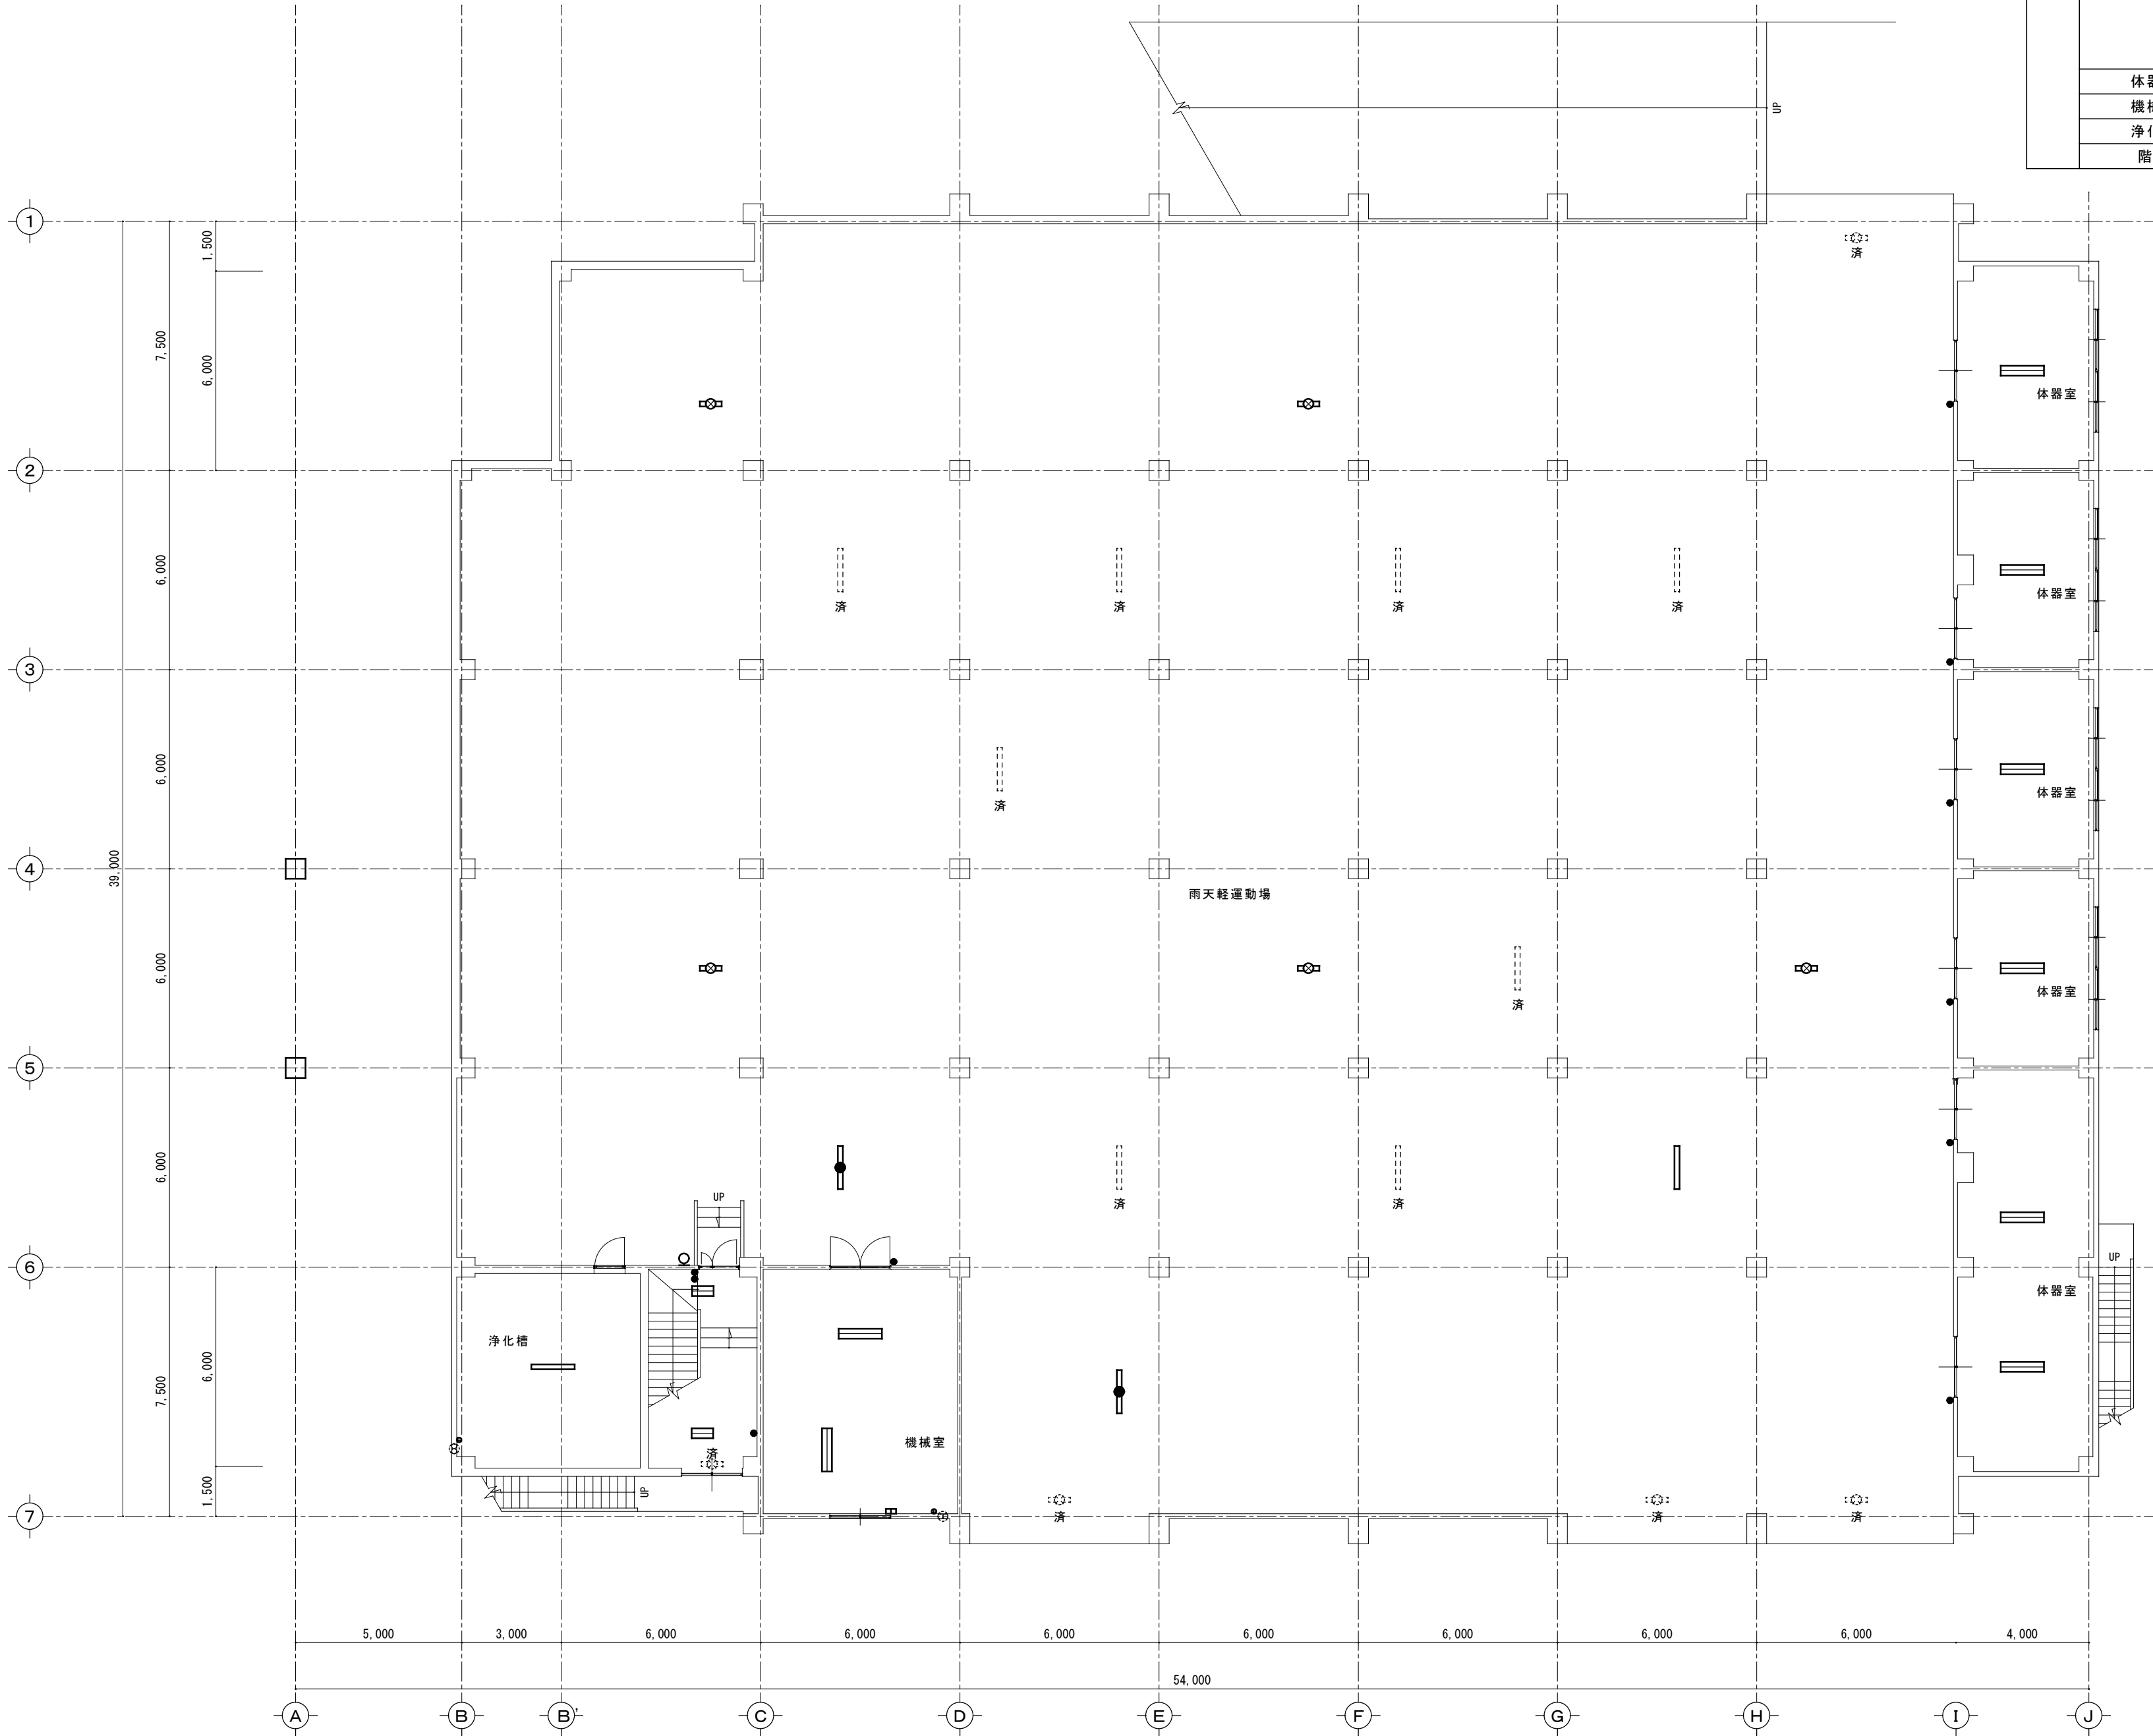 体
機
浄
階
UP
1
1,500
済
7,500
6,000
体器室
2
6,000
体器室
済
済
済
済
3
6,000
体器室
済
39,000
4
雨天軽運動場
6,000
体器室
済
5
6,000
UP
済
済
6
UP
体器室
浄化槽
6,000
7,500
機械室
済
1,500
UP
7
済
済
済
5,000
3,000
6,000
6,000
6,000
6,000
6,000
6,000
6,000
4,000
54,000
A
B
B'
C
D
E
F
G
H
I
J